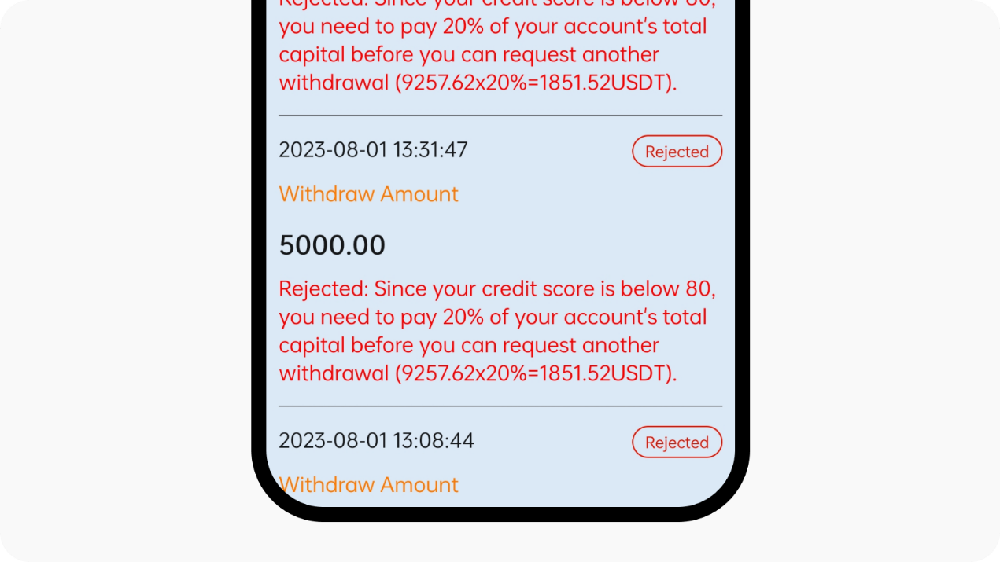 Rejected: Since your credit score is below 80,
you need to pay 20% of your account's total
capital before you can request another
withdrawal (9257.62x20%=1851.52USDT).
2023-08-01 13:31:47
Rejected
Withdraw Amount
5000.00
Rejected: Since your credit score is below 80,
you need to pay 20% of your account's total
capital before you can request another
withdrawal (9257.62x20%=1851.52USDT).
2023-08-01 13:08:44
Rejected
Withdraw Amount